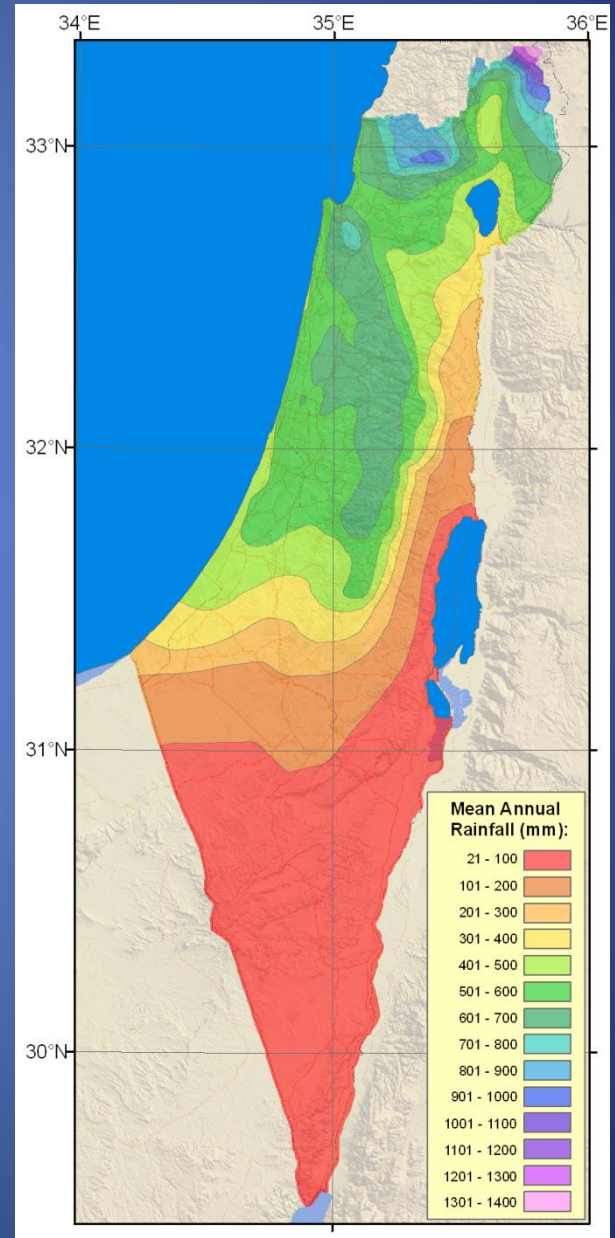 34°E 35°E 36°E
33°N
32°N
31°N
30°N
Mean Annual
Rainfall (mm):
21 - 100
101 - 200
201 - 300
301 - 400
401 - 500
501 - 600
601 - 700
701 - 800
801 - 900
901 - 1000
1001 - 1100
1101 - 1200
1201 - 1300
1301 - 1400